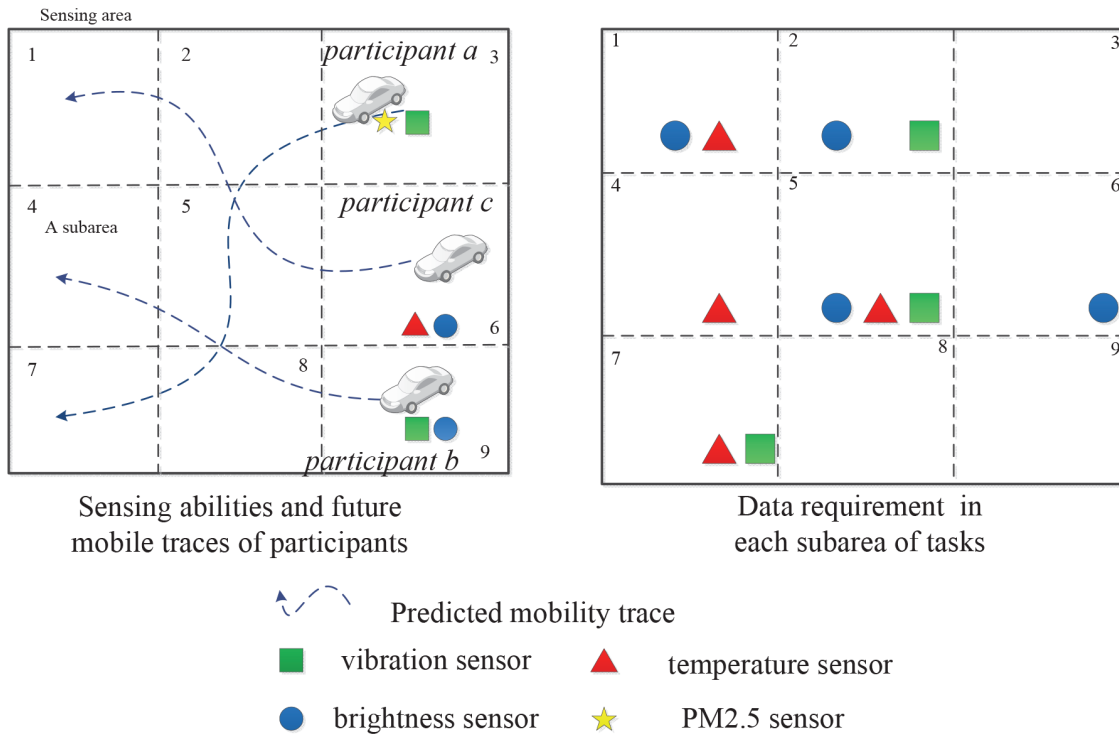 Sensing area
1
2
participant a
3
4
A subarea
5
participant c
6
7
8
participant b
9
Sensing abilities and future
mobile traces of participants
1
2
3
4
5
6
7
8
9
Data requirement in
each subarea of tasks
Predicted mobility trace
vibration sensor
temperature sensor
brightness sensor
PM2.5 sensor